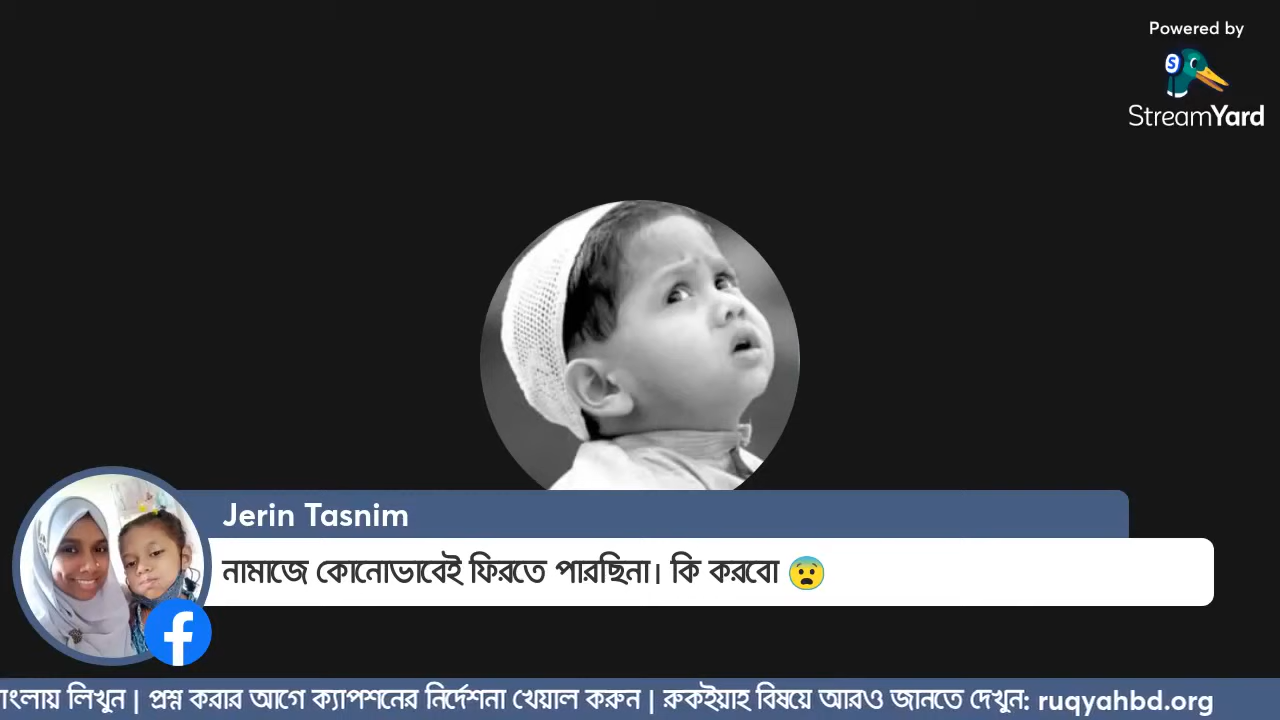 Powered by
StreamYard
Jerin Tasnim
নামাজে কোনোভাবেই ফিরতে পারছিনা। কি করবো 😨
াংলায় লিখুন | প্রশ্ন করার আগে ক্যাপশনের নির্দেশনা খেয়াল করুন | রুকইয়াহ বিষয়ে আরও জানতে দেখুন: ruqyahbd.org